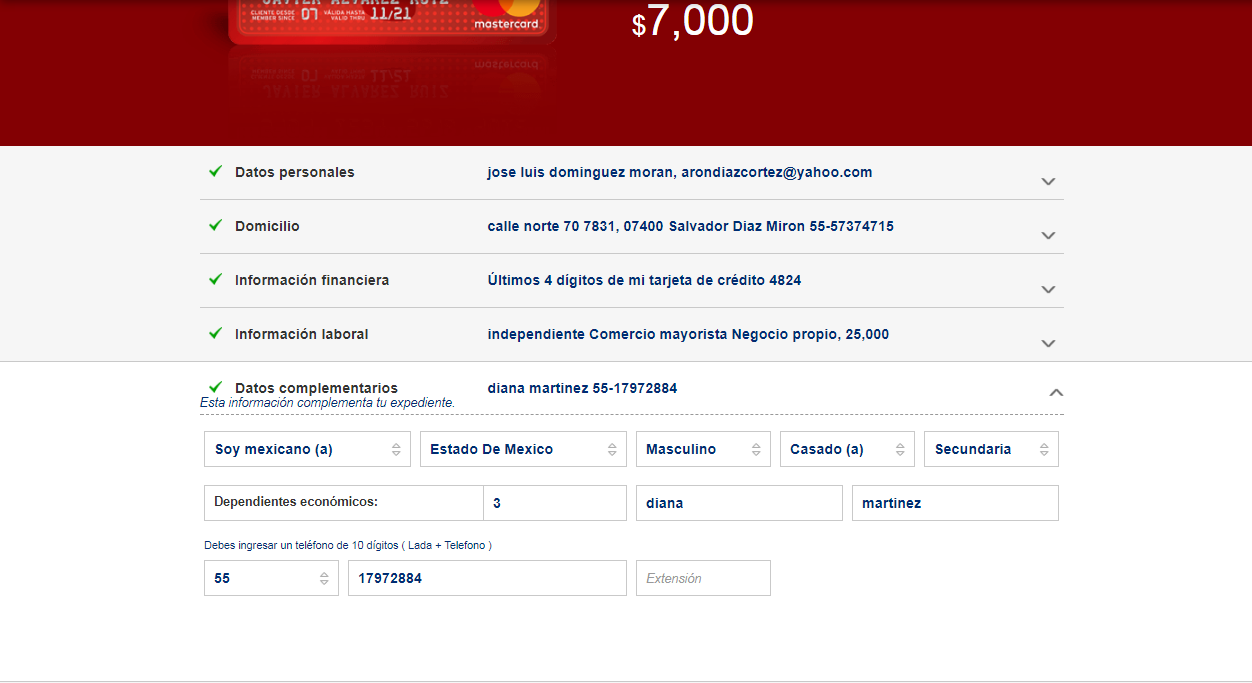 JAVIER ALVAREZ RUIZ
CLIENTE DESDE MEMBER SINCE 07 VÁLIDA HASTA VALID THRU 11/21
mastercard
$7,000
Datos personales jose luis dominguez moran, arondiazcortez@yahoo.com
Domicilio calle norte 70 7831, 07400 Salvador Diaz Miron 55-57374715
Información financiera Últimos 4 dígitos de mi tarjeta de crédito 4824
Información laboral independiente Comercio mayorista Negocio propio, 25,000
Datos complementarios diana martinez 55-17972884
Esta información complementa tu expediente.
Soy mexicano (a) Estado De Mexico Masculino Casado (a) Secundaria
Dependientes económicos: 3 diana martinez
Debes ingresar un teléfono de 10 dígitos ( Lada + Telefono )
55 17972884 Extensión